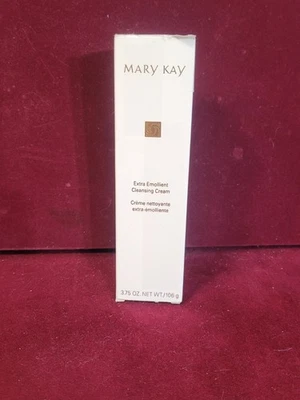 MARY KAY
Extra Emollient
Cleansing Cream
Crème nettoyante
extra-émolliente
3.75 OZ. NET WT./106 g